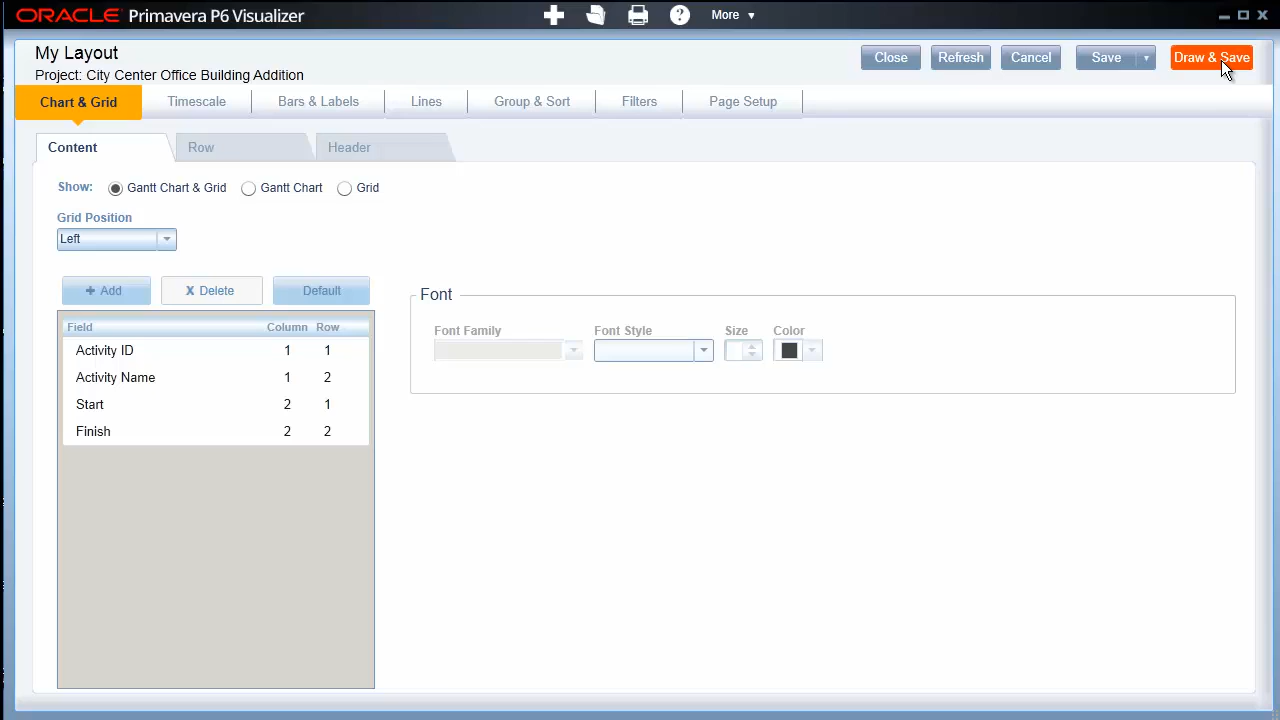 ORACLE Primavera P6 Visualizer
More
My Layout
Project: City Center Office Building Addition
Close Refresh Cancel Save Draw & Save
Chart & Grid Timescale Bars & Labels Lines Group & Sort Filters Page Setup
Content Row Header
Show: Gantt Chart & Grid Gantt Chart Grid
Grid Position
Left
+ Add X Delete Default
Font
Field Column Row
Font Family Font Style Size Color
Activity ID 1 1
Activity Name 1 2
Start 2 1
Finish 2 2